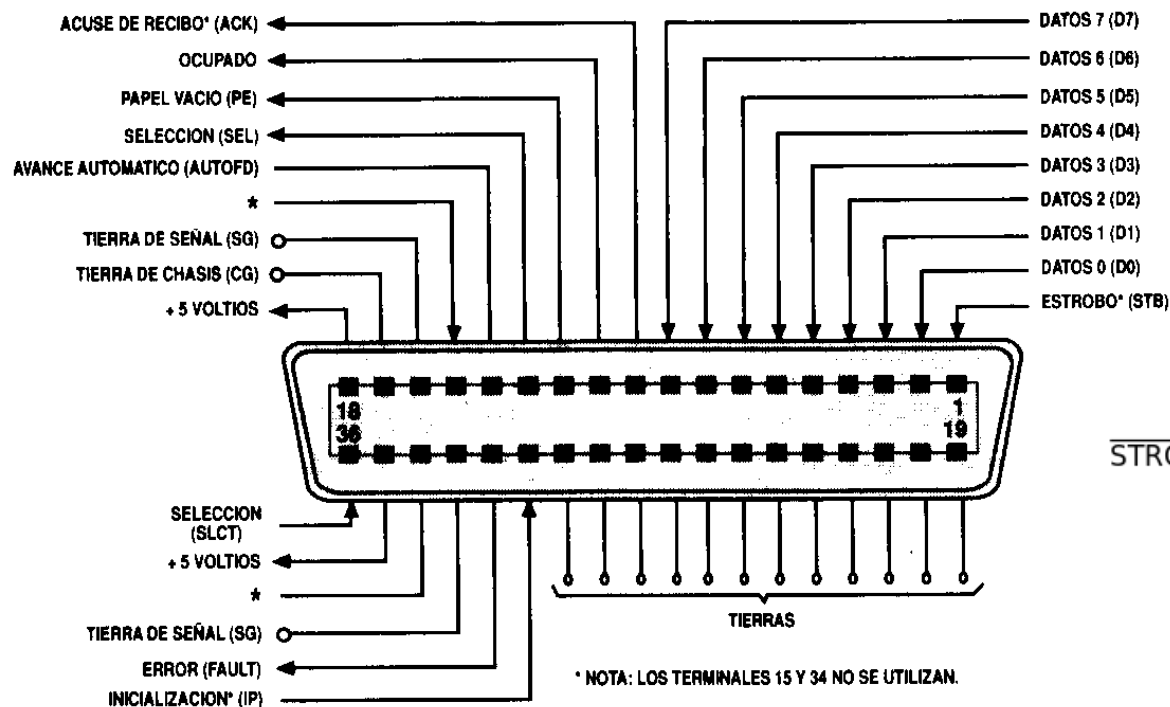 ACUSE DE RECIBO* (ACK)
OCUPADO
PAPEL VACIO (PE)
SELECCION (SEL)
AVANCE AUTOMATICO (AUTOFD)
*
TIERRA DE SEÑAL (SG)
TIERRA DE CHASIS (CG)
+ 5 VOLTIOS
DATOS 7 (D7)
DATOS 6 (D6)
DATOS 5 (D5)
DATOS 4 (D4)
DATOS 3 (D3)
DATOS 2 (D2)
DATOS 1 (D1)
DATOS 0 (D0)
ESTROBO* (STB)
18
36
1
19
SELECCION
(SLCT)
+ 5 VOLTIOS
*
TIERRA DE SEÑAL (SG)
ERROR (FAULT)
INICIALIZACION* (IP)
TIERRAS
* NOTA: LOS TERMINALES 15 Y 34 NO SE UTILIZAN.